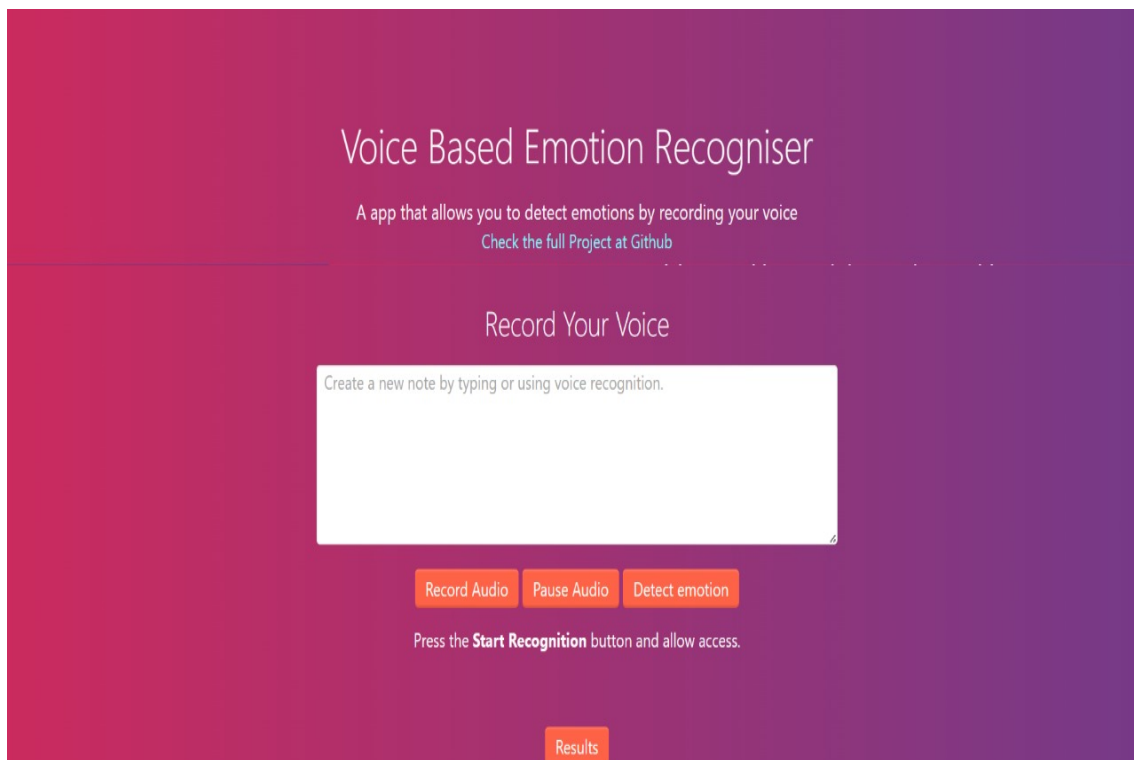 Voice Based Emotion Recogniser
A app that allows you to detect emotions by recording your voice
Check the full Project at Github
Record Your Voice
Create a new note by typing or using voice recognition.
Record Audio Pause Audio Detect emotion
Press the Start Recognition button and allow access.
Results